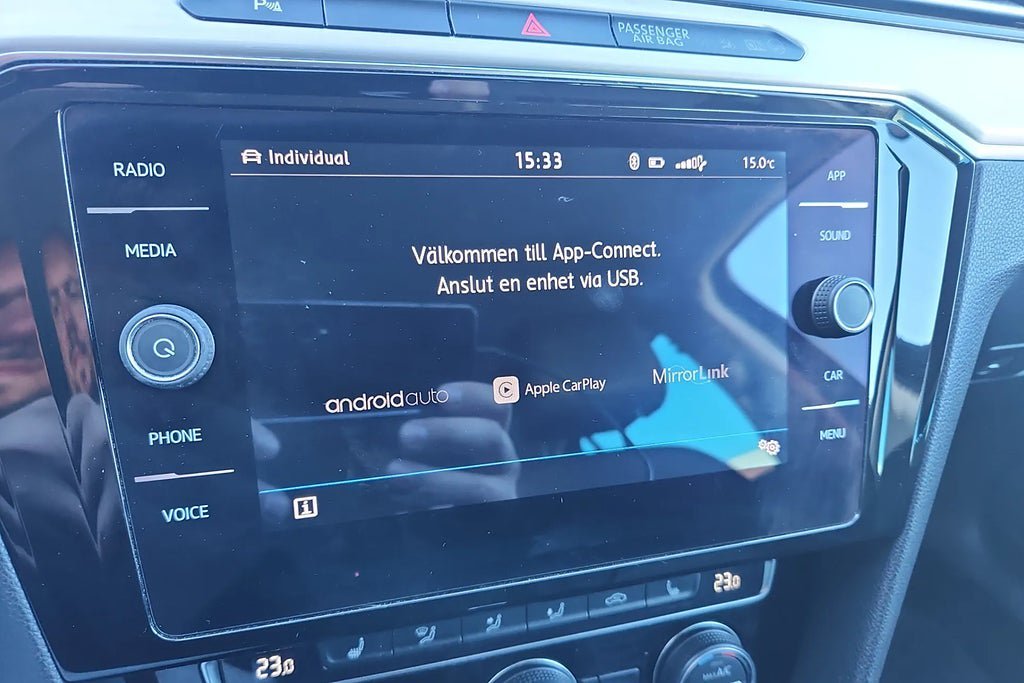 P
PASSENGER
AIR BAG
RADIO
MEDIA
PHONE
VOICE
Individual
15:33
15.0°C
Välkommen till App-Connect.
Anslut en enhet via USB.
androidauto
Apple CarPlay
MirrorLink
i
APP
SOUND
CAR
MENU
23.0
23.0